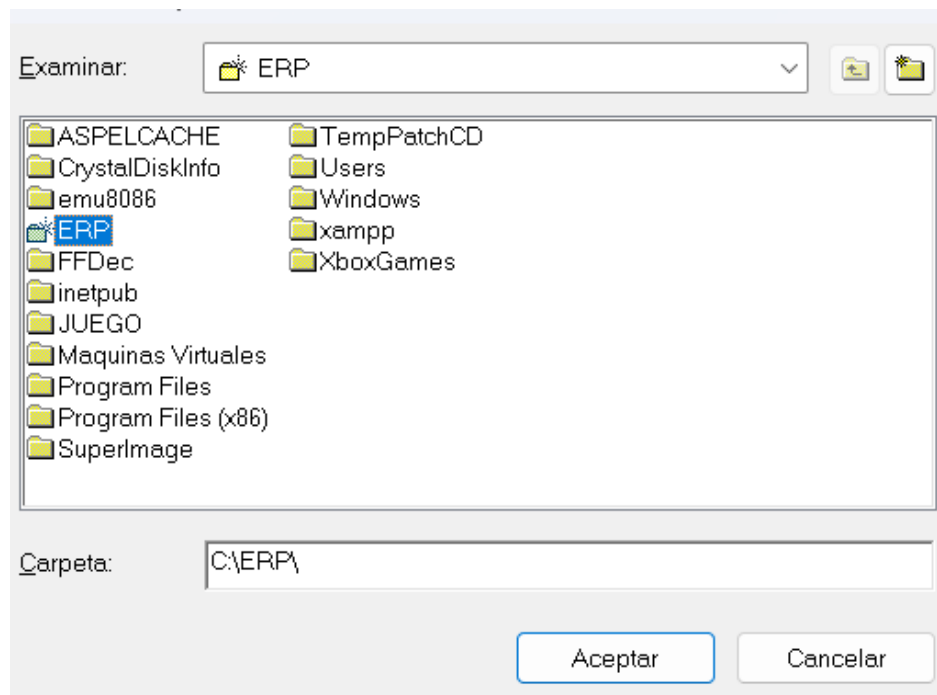 Examinar:
ERP
ASPELCACHE
CrystalDiskInfo
emu8086
ERP
FFDec
inetpub
JUEGO
Maquinas Virtuales
Program Files
Program Files (x86)
SuperImage
TempPatchCD
Users
Windows
xampp
XboxGames
Carpeta:
C:\ERP\
Aceptar
Cancelar